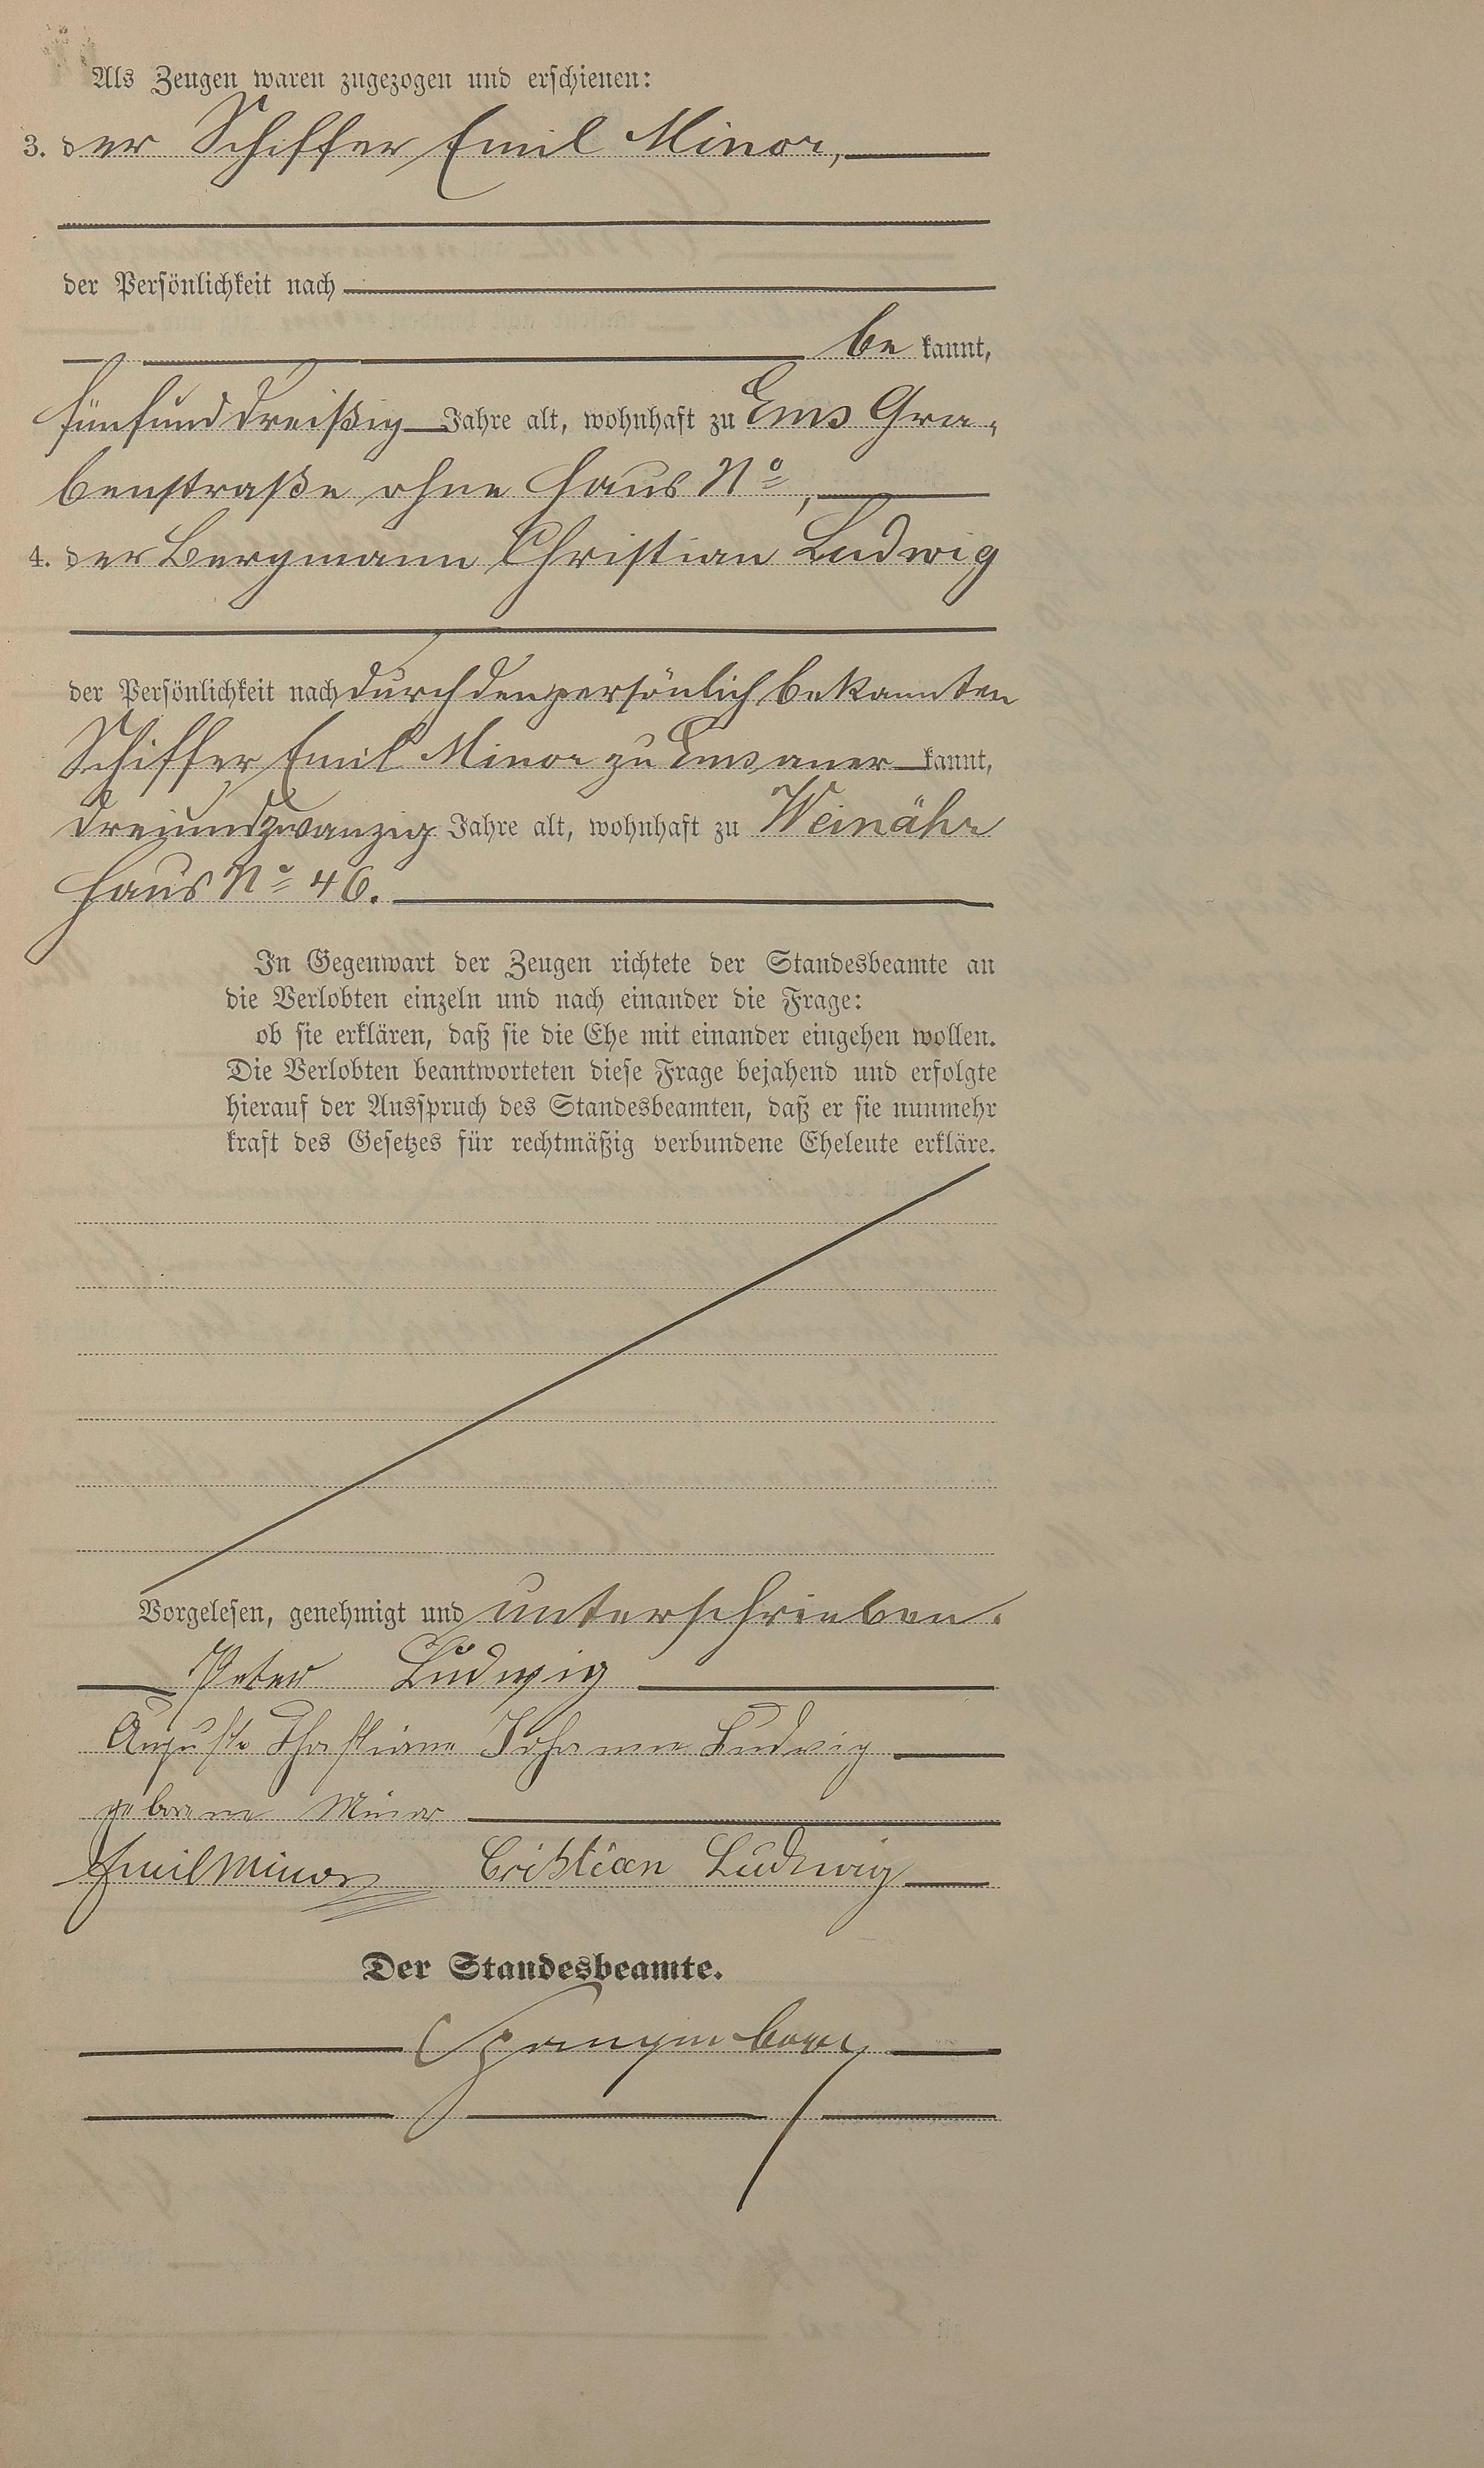 Als Zeugen waren zugezogen und erschienen:
3. der Schiffer Emil Minor,
der Persönlichkeit nach
be kannt,
fünfunddreißig Jahre alt, wohnhaft zu Ems Gra-
benstraße ohne Haus No,
4. der Bergmann Christian Ludwig
der Persönlichkeit nach durch den persönlich bekannten
Schiffer Emil Minor zu Ems aner kannt,
dreiundzwanzig Jahre alt, wohnhaft zu Weinähr
Haus No 46.
In Gegenwart der Zeugen richtete der Standesbeamte an
die Verlobten einzeln und nach einander die Frage:
ob sie erklären, daß sie die Ehe mit einander eingehen wollen.
Die Verlobten beantworteten diese Frage bejahend und erfolgte
hierauf der Ausspruch des Standesbeamten, daß er sie nunmehr
kraft des Gesetzes für rechtmäßig verbundene Eheleute erkläre.
Vorgelesen, genehmigt und unterschrieben.
Peter Ludwig
Auguste Johanne Ludwig
geborene Minor
Emil Minor Cristian Ludwig
Der Standesbeamte.